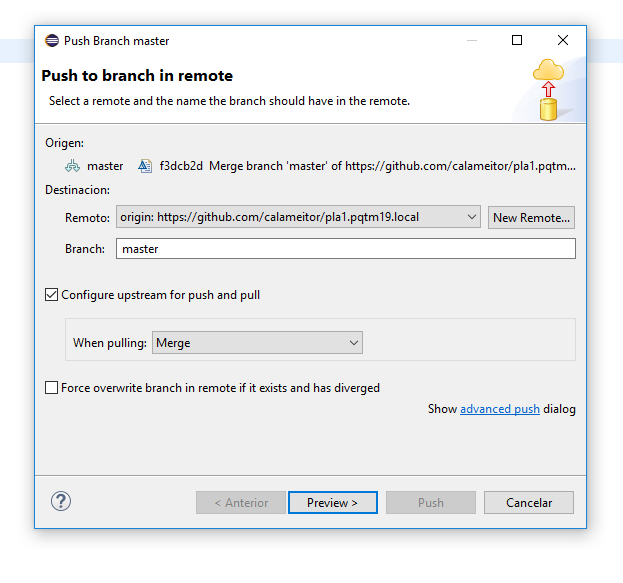 Push Branch master
Push to branch in remote
Select a remote and the name the branch should have in the remote.
Origen:
master f3dcb2d Merge branch 'master' of https://github.com/calameitor/pla1.pqtm...
Destinacion:
Remoto: origin: https://github.com/calameitor/pla1.pqtm19.local New Remote...
Branch: master
Configure upstream for push and pull
When pulling: Merge
Force overwrite branch in remote if it exists and has diverged
Show advanced push dialog
? < Anterior Preview > Push Cancelar